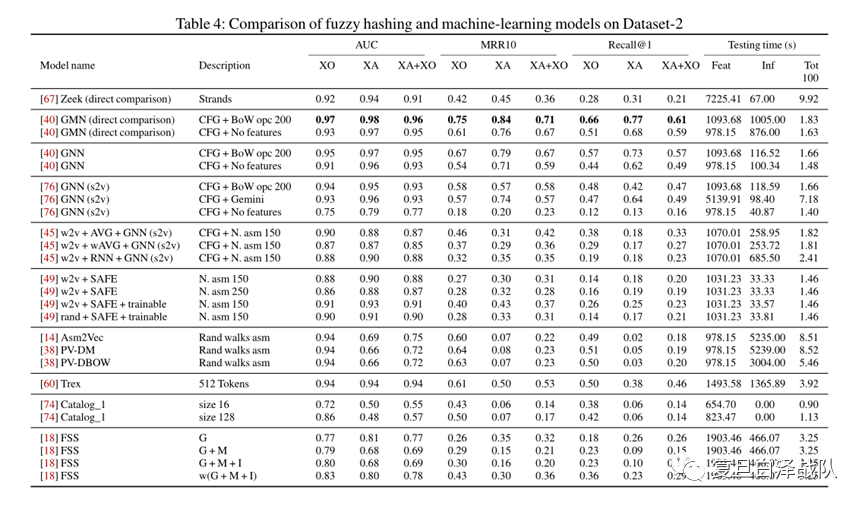 Table 4: Comparison of fuzzy hashing and machine-learning models on Dataset-2
AUC MRR10 Recall@1 Testing time (s)
Model name Description XO XA XA+XO XO XA XA+XO XO XA XA+XO Feat Inf Tot 100
[67] Zeek (direct comparison) Strands 0.92 0.94 0.91 0.42 0.45 0.36 0.28 0.31 0.21 7225.41 67.00 9.92
[40] GMN (direct comparison) CFG + BoW opc 200 0.97 0.98 0.96 0.75 0.84 0.71 0.66 0.77 0.61 1093.68 1005.00 1.83
[40] GMN (direct comparison) CFG + No features 0.93 0.97 0.95 0.61 0.76 0.67 0.51 0.68 0.59 978.15 876.00 1.63
[40] GNN CFG + BoW opc 200 0.95 0.97 0.95 0.67 0.79 0.67 0.57 0.73 0.57 1093.68 116.52 1.66
[40] GNN CFG + No features 0.91 0.96 0.93 0.54 0.71 0.59 0.44 0.62 0.49 978.15 100.34 1.48
[76] GNN (s2v) CFG + BoW opc 200 0.94 0.95 0.93 0.58 0.57 0.58 0.48 0.42 0.47 1093.68 118.59 1.66
[76] GNN (s2v) CFG + Gemini 0.93 0.96 0.93 0.57 0.74 0.57 0.47 0.64 0.49 5139.91 98.40 7.18
[76] GNN (s2v) CFG + No features 0.75 0.79 0.77 0.18 0.20 0.23 0.12 0.13 0.16 978.15 40.87 1.40
[45] w2v + AVG + GNN (s2v) CFG + N. asm 150 0.90 0.88 0.87 0.46 0.31 0.42 0.38 0.18 0.33 1070.01 258.95 1.82
[45] w2v + wAVG + GNN (s2v) CFG + N. asm 150 0.87 0.87 0.85 0.37 0.29 0.36 0.29 0.17 0.27 1070.01 253.72 1.81
[45] w2v + RNN + GNN (s2v) CFG + N. asm 150 0.88 0.90 0.88 0.32 0.35 0.35 0.19 0.18 0.23 1070.01 685.50 2.41
[49] w2v + SAFE N. asm 150 0.88 0.90 0.88 0.27 0.30 0.31 0.14 0.18 0.20 1031.23 33.33 1.46
[49] w2v + SAFE N. asm 250 0.86 0.88 0.87 0.28 0.32 0.28 0.16 0.19 0.19 1031.23 33.33 1.46
[49] w2v + SAFE + trainable N. asm 150 0.91 0.93 0.91 0.40 0.43 0.37 0.26 0.25 0.23 1031.23 33.57 1.46
[49] rand + SAFE + trainable N. asm 150 0.90 0.91 0.90 0.28 0.33 0.31 0.14 0.17 0.21 1031.23 33.81 1.46
[14] Asm2Vec Rand walks asm 0.94 0.69 0.75 0.60 0.07 0.22 0.49 0.02 0.18 978.15 5235.00 8.51
[38] PV-DM Rand walks asm 0.94 0.66 0.72 0.64 0.08 0.23 0.51 0.05 0.19 978.15 5239.00 8.52
[38] PV-DBOW Rand walks asm 0.94 0.66 0.72 0.63 0.07 0.23 0.50 0.03 0.20 978.15 3004.00 5.46
[60] Trex 512 Tokens 0.94 0.94 0.94 0.61 0.50 0.53 0.50 0.38 0.46 1493.58 1365.89 3.92
[74] Catalog_1 size 16 0.72 0.50 0.55 0.43 0.06 0.14 0.38 0.06 0.14 654.70 0.00 0.90
[74] Catalog_1 size 128 0.86 0.48 0.57 0.50 0.07 0.17 0.42 0.06 0.14 823.47 0.00 1.13
[18] FSS G 0.77 0.81 0.77 0.26 0.35 0.32 0.18 0.26 0.26 1903.46 466.07 3.25
[18] FSS G + M 0.79 0.68 0.69 0.29 0.15 0.21 0.23 0.09 0.15 1903.46 466.07 3.25
[18] FSS G + M + I 0.80 0.68 0.69 0.30 0.16 0.20 0.23 0.10
[18] FSS w(G + M + I) 0.83 0.80 0.78 0.43 0.30 0.36 0.36 0.23
复旦白泽战队